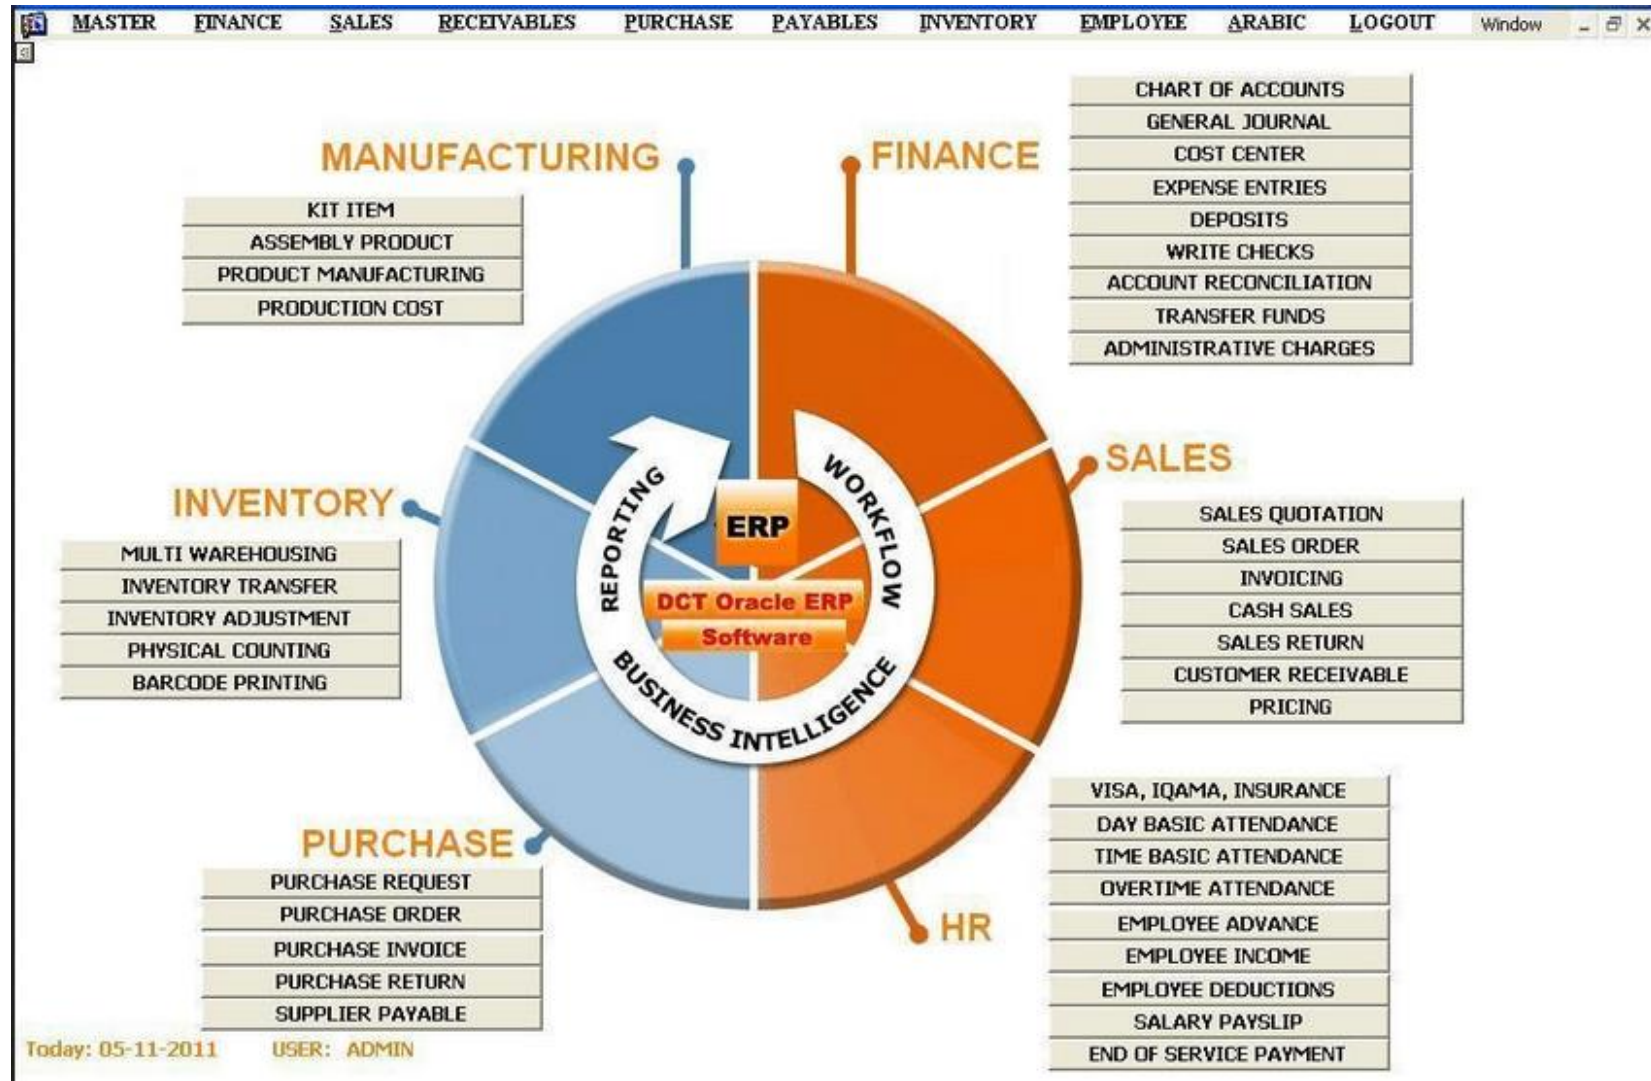 MASTER FINANCE SALES RECEIVABLES PURCHASE PAYABLES INVENTORY EMPLOYEE ARABIC LOGOUT Window
MANUFACTURING
KIT ITEM
ASSEMBLY PRODUCT
PRODUCT MANUFACTURING
PRODUCTION COST
FINANCE
CHART OF ACCOUNTS
GENERAL JOURNAL
COST CENTER
EXPENSE ENTRIES
DEPOSITS
WRITE CHECKS
ACCOUNT RECONCILIATION
TRANSFER FUNDS
ADMINISTRATIVE CHARGES
INVENTORY
MULTI WAREHOUSING
INVENTORY TRANSFER
INVENTORY ADJUSTMENT
PHYSICAL COUNTING
BARCODE PRINTING
REPORTING
WORKFLOW
BUSINESS INTELLIGENCE
ERP
DCT Oracle ERP
Software
SALES
SALES QUOTATION
SALES ORDER
INVOICING
CASH SALES
SALES RETURN
CUSTOMER RECEIVABLE
PRICING
PURCHASE
PURCHASE REQUEST
PURCHASE ORDER
PURCHASE INVOICE
PURCHASE RETURN
SUPPLIER PAYABLE
HR
VISA, IQAMA, INSURANCE
DAY BASIC ATTENDANCE
TIME BASIC ATTENDANCE
OVERTIME ATTENDANCE
EMPLOYEE ADVANCE
EMPLOYEE INCOME
EMPLOYEE DEDUCTIONS
SALARY PAYSLIP
END OF SERVICE PAYMENT
Today: 05-11-2011 USER: ADMIN